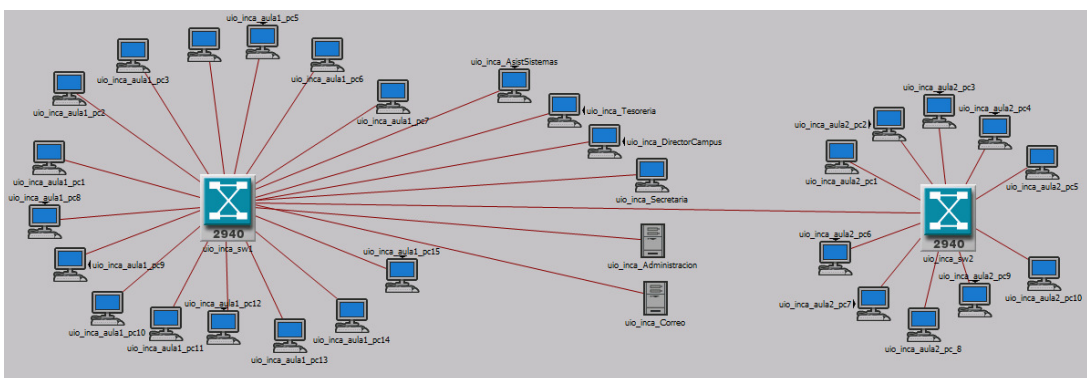 uio_inca_aula1_pc5
uio_inca_aula1_pc3
uio_inca_aula1_pc6
uio_inca_AsistSistemas
uio_inca_aula1_pc2
uio_inca_aula1_pc7
uio_inca_Tesoreria
uio_inca_DirectorCampus
uio_inca_aula1_pc1
uio_inca_aula1_pc8
uio_inca_Secretaria
2940
uio_inca_sw1
uio_inca_aula1_pc15
uio_inca_aula1_pc9
uio_inca_Administracion
uio_inca_aula1_pc12
uio_inca_aula1_pc10
uio_inca_aula1_pc11
uio_inca_aula1_pc14
uio_inca_aula1_pc13
uio_inca_Correo
uio_inca_aula2_pc3
uio_inca_aula2_pc4
uio_inca_aula2_pc2
uio_inca_aula2_pc1
uio_inca_aula2_pc5
uio_inca_aula2_pc6
2940
uio_inca_sw2
uio_inca_aula2_pc9
uio_inca_aula2_pc7
uio_inca_aula2_pc10
uio_inca_aula2_pc_8